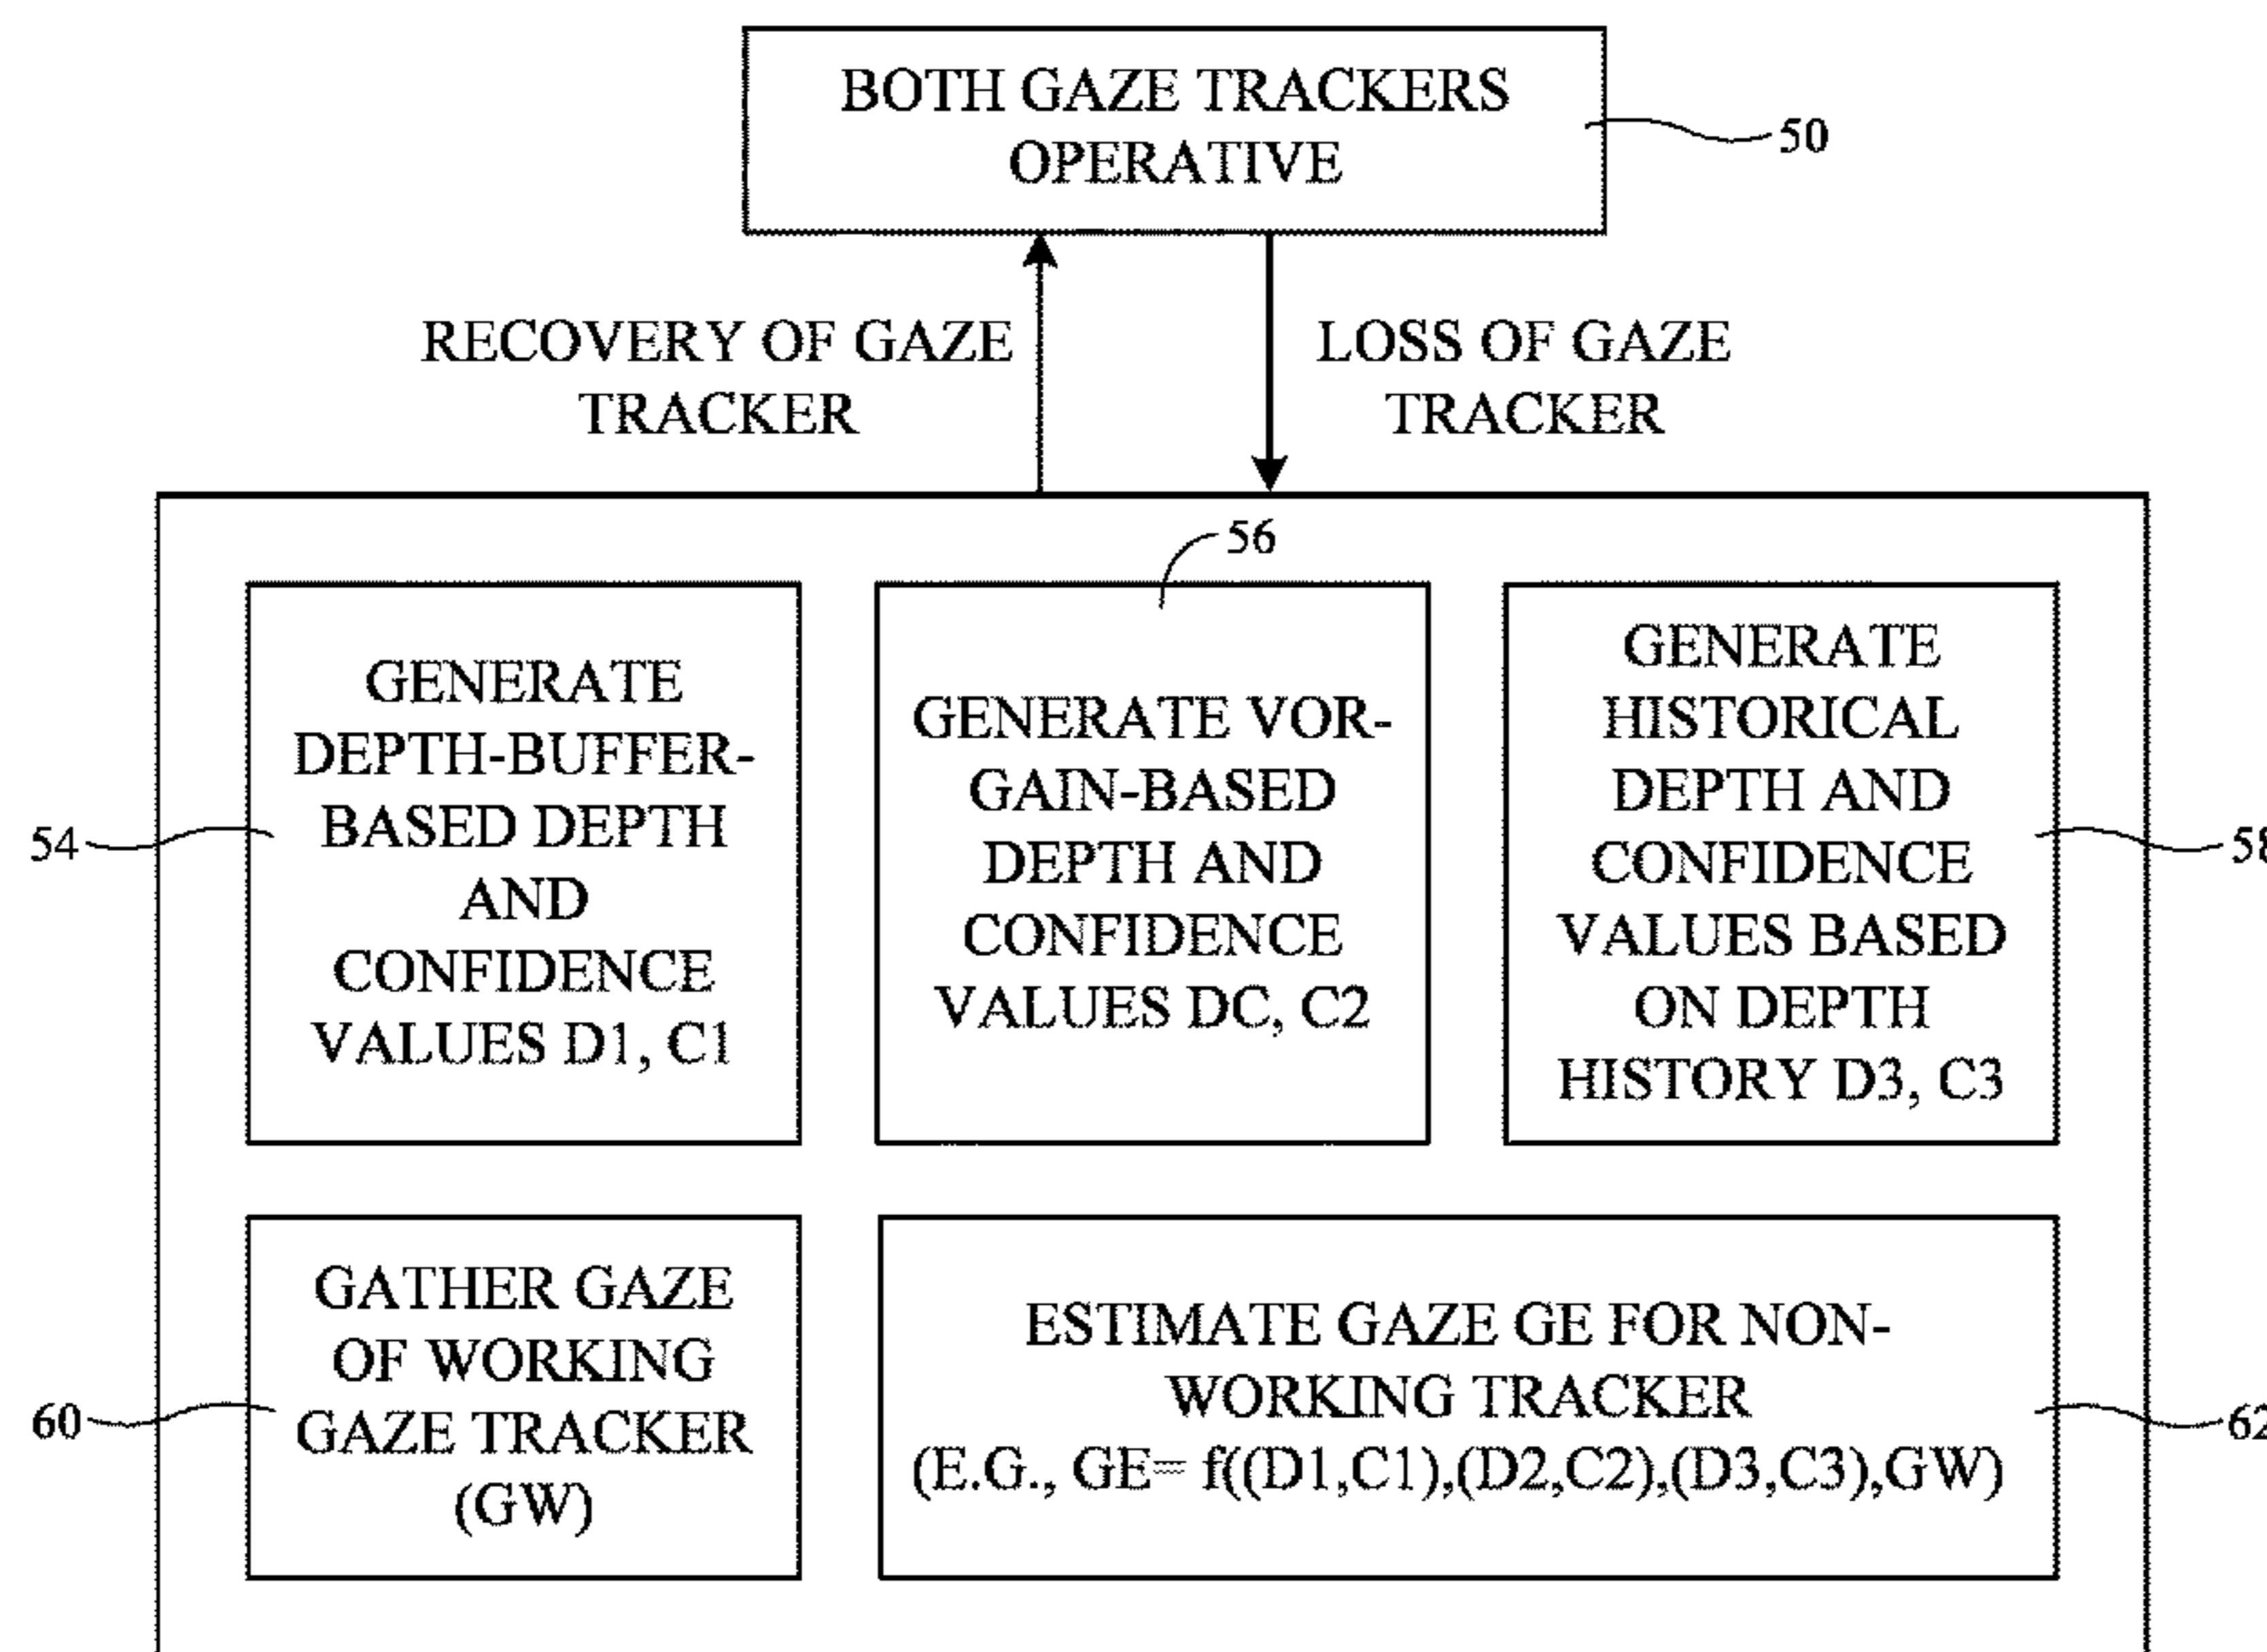 BOTH GAZE TRACKERS
OPERATIVE
50
RECOVERY OF GAZE
TRACKER
LOSS OF GAZE
TRACKER
56
GENERATE
DEPTH-BUFFER-
BASED DEPTH
AND
CONFIDENCE
VALUES D1, C1
54
GENERATE VOR-
GAIN-BASED
DEPTH AND
CONFIDENCE
VALUES DC, C2
GENERATE
HISTORICAL
DEPTH AND
CONFIDENCE
VALUES BASED
ON DEPTH
HISTORY D3, C3
58
GATHER GAZE
OF WORKING
GAZE TRACKER
(GW)
60
ESTIMATE GAZE GE FOR NON-
WORKING TRACKER
(E.G., GE= f((D1,C1),(D2,C2),(D3,C3),GW)
62